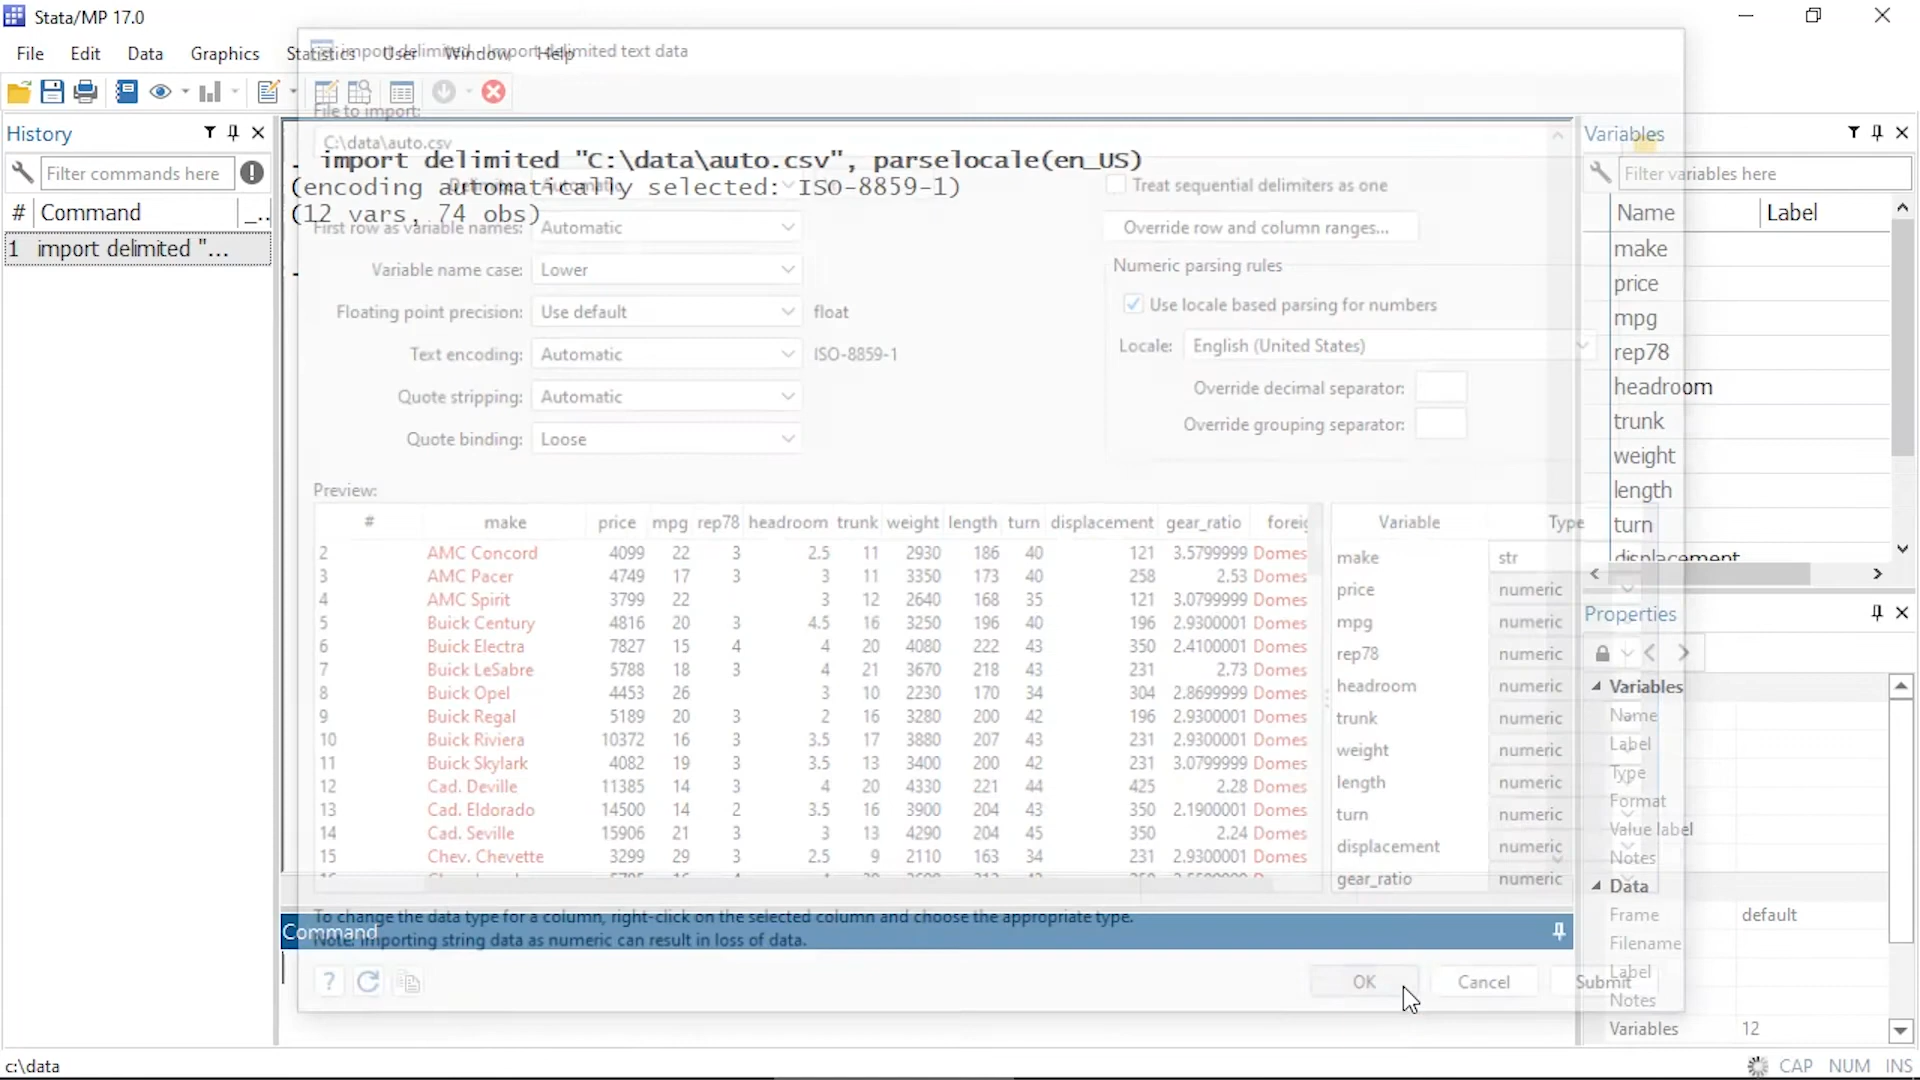 Stata/MP 17.0
File Edit Data Graphics Statistics User Window Help
import delimited - Import delimited text data
History
Filter commands here
# Command _..
1 import delimited "...
File to import:
C:\data\auto.csv
. import delimited "C:\data\auto.csv", parselocale(en_US)
(encoding automatically selected: ISO-8859-1)
(12 vars, 74 obs)
.
Delimiter: Automatic
First row as variable names: Automatic
Variable name case: Lower
Floating point precision: Use default float
Text encoding: Automatic ISO-8859-1
Quote stripping: Automatic
Quote binding: Loose
Treat sequential delimiters as one
Override row and column ranges...
Numeric parsing rules
Use locale based parsing for numbers
Locale: English (United States)
Override decimal separator:
Override grouping separator:
Preview:
# make price mpg rep78 headroom trunk weight length turn displacement gear_ratio foreig
2 AMC Concord 4099 22 3 2.5 11 2930 186 40 121 3.5799999 Domes
3 AMC Pacer 4749 17 3 3 11 3350 173 40 258 2.53 Domes
4 AMC Spirit 3799 22 3 12 2640 168 35 121 3.0799999 Domes
5 Buick Century 4816 20 3 4.5 16 3250 196 40 196 2.9300001 Domes
6 Buick Electra 7827 15 4 4 20 4080 222 43 350 2.4100001 Domes
7 Buick LeSabre 5788 18 3 4 21 3670 218 43 231 2.73 Domes
8 Buick Opel 4453 26 3 10 2230 170 34 304 2.8699999 Domes
9 Buick Regal 5189 20 3 2 16 3280 200 42 196 2.9300001 Domes
10 Buick Riviera 10372 16 3 3.5 17 3880 207 43 231 2.9300001 Domes
11 Buick Skylark 4082 19 3 3.5 13 3400 200 42 231 3.0799999 Domes
12 Cad. Deville 11385 14 3 4 20 4330 221 44 425 2.28 Domes
13 Cad. Eldorado 14500 14 2 3.5 16 3900 204 43 350 2.1900001 Domes
14 Cad. Seville 15906 21 3 3 13 4290 204 45 350 2.24 Domes
15 Chev. Chevette 3299 29 3 2.5 9 2110 163 34 231 2.9300001 Domes
Variable Type
make str
price numeric
mpg numeric
rep78 numeric
headroom numeric
trunk numeric
weight numeric
length numeric
turn numeric
displacement numeric
gear_ratio numeric
To change the data type for a column, right-click on the selected column and choose the appropriate type.
Note: Importing string data as numeric can result in loss of data.
Command
? OK Cancel Submit
Variables
Filter variables here
Name Label
make
price
mpg
rep78
headroom
trunk
weight
length
turn
displacement
Properties
Variables
Name
Label
Type
Format
Value label
Notes
Data
Frame default
Filename
Label
Notes
Variables 12
c:\data
CAP NUM INS